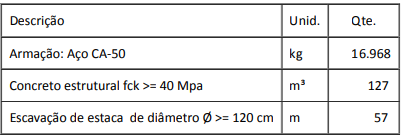 Descrição Unid. Qte.
Armação: Aço CA-50 kg 16.968
Concreto estrutural fck >= 40 Mpa m³ 127
Escavação de estaca de diâmetro Ø >= 120 cm m 57